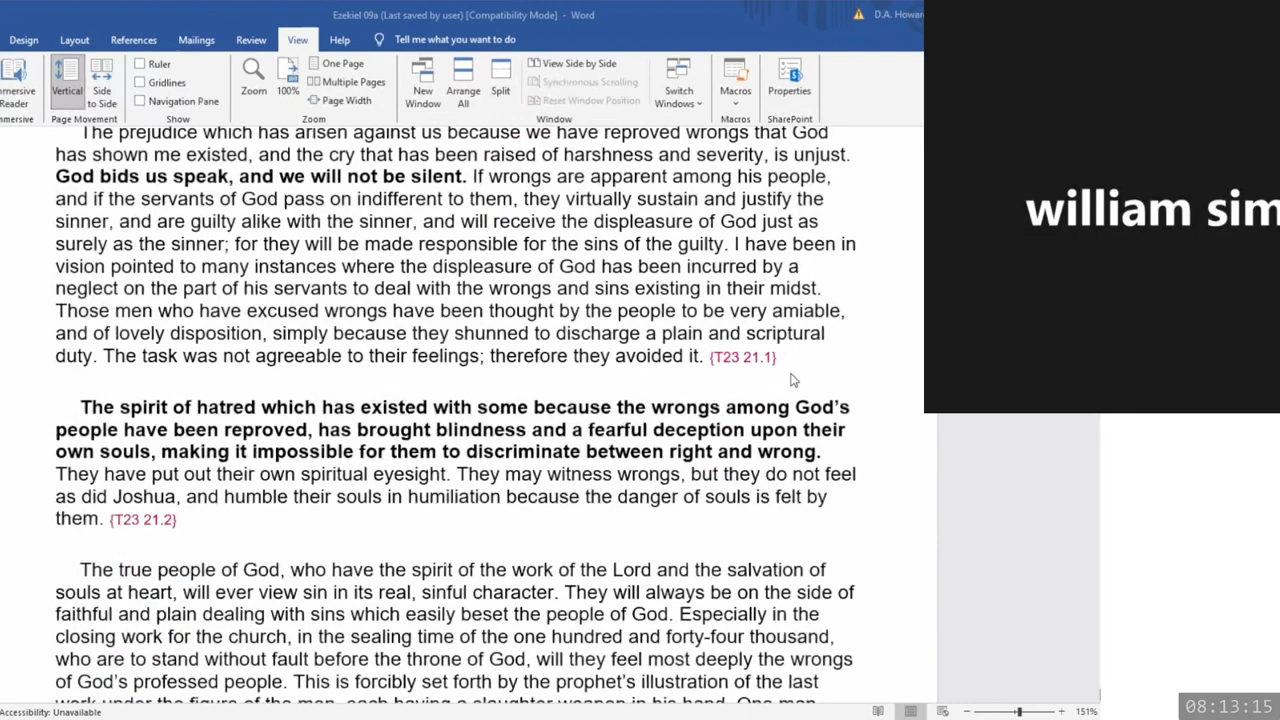 Ezekiel 09a (Last saved by user) [Compatibility Mode] - Word
D.A. Howar
Design Layout References Mailings Review View Help Tell me what you want to do
mmersive Reader
Vertical
Side to Side
Ruler
Gridlines
Navigation Pane
Zoom
100%
One Page
Multiple Pages
Page Width
New Window
Arrange All
Split
View Side by Side
Synchronous Scrolling
Reset Window Position
Switch Windows
Macros
Properties
mmersive Page Movement Show Zoom Window Macros SharePoint
The prejudice which has arisen against us because we have reproved wrongs that God
has shown me existed, and the cry that has been raised of harshness and severity, is unjust.
God bids us speak, and we will not be silent. If wrongs are apparent among his people,
and if the servants of God pass on indifferent to them, they virtually sustain and justify the
sinner, and are guilty alike with the sinner, and will receive the displeasure of God just as
surely as the sinner; for they will be made responsible for the sins of the guilty. I have been in
vision pointed to many instances where the displeasure of God has been incurred by a
neglect on the part of his servants to deal with the wrongs and sins existing in their midst.
Those men who have excused wrongs have been thought by the people to be very amiable,
and of lovely disposition, simply because they shunned to discharge a plain and scriptural
duty. The task was not agreeable to their feelings; therefore they avoided it. {T23 21.1}
The spirit of hatred which has existed with some because the wrongs among God’s
people have been reproved, has brought blindness and a fearful deception upon their
own souls, making it impossible for them to discriminate between right and wrong.
They have put out their own spiritual eyesight. They may witness wrongs, but they do not feel
as did Joshua, and humble their souls in humiliation because the danger of souls is felt by
them. {T23 21.2}
The true people of God, who have the spirit of the work of the Lord and the salvation of
souls at heart, will ever view sin in its real, sinful character. They will always be on the side of
faithful and plain dealing with sins which easily beset the people of God. Especially in the
closing work for the church, in the sealing time of the one hundred and forty-four thousand,
who are to stand without fault before the throne of God, will they feel most deeply the wrongs
of God’s professed people. This is forcibly set forth by the prophet’s illustration of the last
work under the figure of the men, each having a slaughter weapon in his hand. One man
Accessibility: Unavailable
151%
william sim
08:13:15